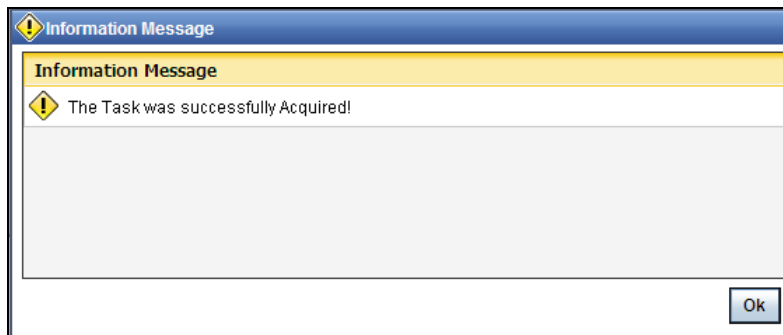 Information Message
Information Message
The Task was successfully Acquired!
Ok